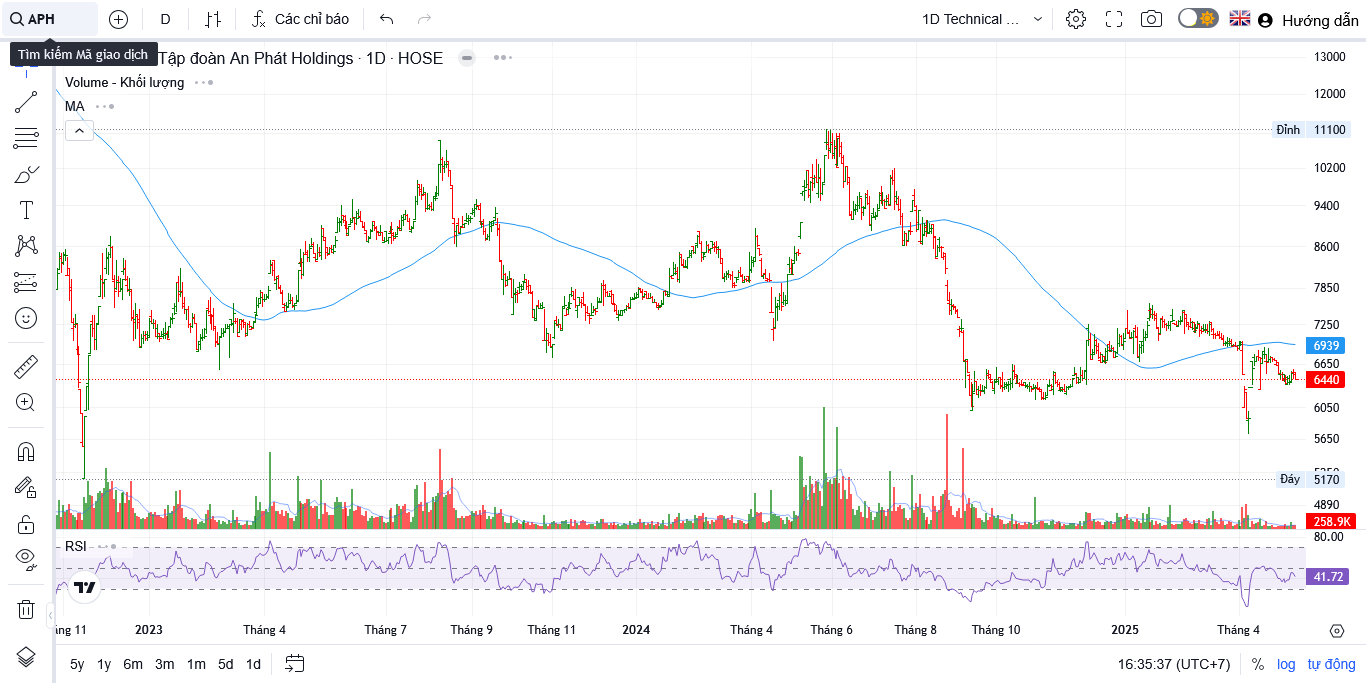 APH
D
Các chỉ báo
1D Technical ...
Hướng dẫn
Tìm kiếm Mã giao dịch
Tập đoàn An Phát Holdings · 1D · HOSE
Volume - Khối lượng
MA
13000
12000
Đỉnh 11100
10200
9400
8600
7850
7250
6939
6650
6440
6050
5650
Đáy 5170
4890
258.9K
RSI
80.00
41.72
2023
Tháng 4
Tháng 7
Tháng 9
Tháng 11
2024
Tháng 4
Tháng 6
Tháng 8
Tháng 10
2025
Tháng 4
5y 1y 6m 3m 1m 5d 1d
16:35:37 (UTC+7)
%
log
tự động